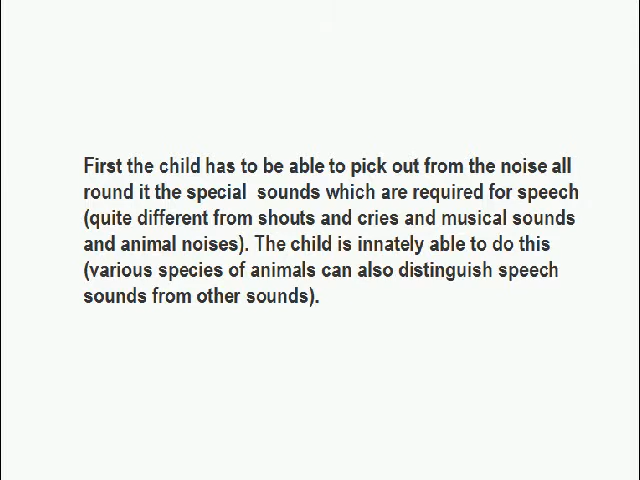 First the child has to be able to pick out from the noise all
round it the special  sounds which are required for speech
(quite different from shouts and cries and musical sounds
and animal noises). The child is innately able to do this
(various species of animals can also distinguish speech
sounds from other sounds).